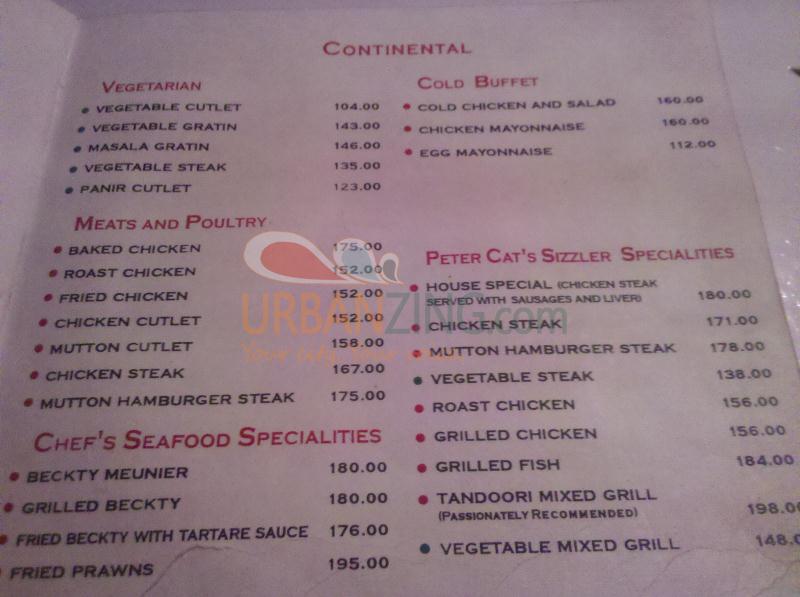 CONTINENTAL
VEGETARIAN
VEGETABLE CUTLET 104.00
VEGETABLE GRATIN 143.00
MASALA GRATIN 146.00
VEGETABLE STEAK 135.00
PANIR CUTLET 123.00
MEATS AND POULTRY
BAKED CHICKEN 175.00
ROAST CHICKEN 152.00
FRIED CHICKEN 152.00
CHICKEN CUTLET 152.00
MUTTON CUTLET 158.00
CHICKEN STEAK 167.00
MUTTON HAMBURGER STEAK 175.00
CHEF'S SEAFOOD SPECIALITIES
BECKTY MEUNIER 180.00
GRILLED BECKTY 180.00
FRIED BECKTY WITH TARTARE SAUCE 176.00
FRIED PRAWNS 195.00
COLD BUFFET
COLD CHICKEN AND SALAD 160.00
CHICKEN MAYONNAISE 160.00
EGG MAYONNAISE 112.00
PETER CAT'S SIZZLER SPECIALITIES
HOUSE SPECIAL (CHICKEN STEAK
SERVED WITH SAUSAGES AND LIVER) 180.00
CHICKEN STEAK 171.00
MUTTON HAMBURGER STEAK 178.00
VEGETABLE STEAK 138.00
ROAST CHICKEN 156.00
GRILLED CHICKEN 156.00
GRILLED FISH 184.00
TANDOORI MIXED GRILL
(PASSIONATELY RECOMMENDED) 198.00
VEGETABLE MIXED GRILL 148.0
URBANZING.com
Your city. Your